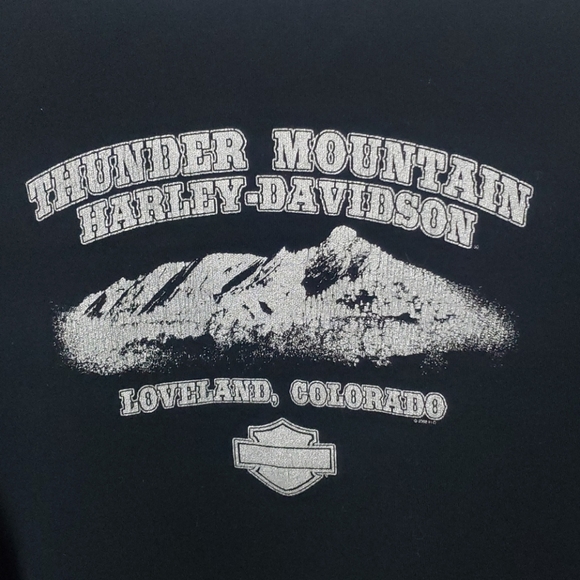 THUNDER MOUNTAIN
HARLEY-DAVIDSON
LOVELAND, COLORADO